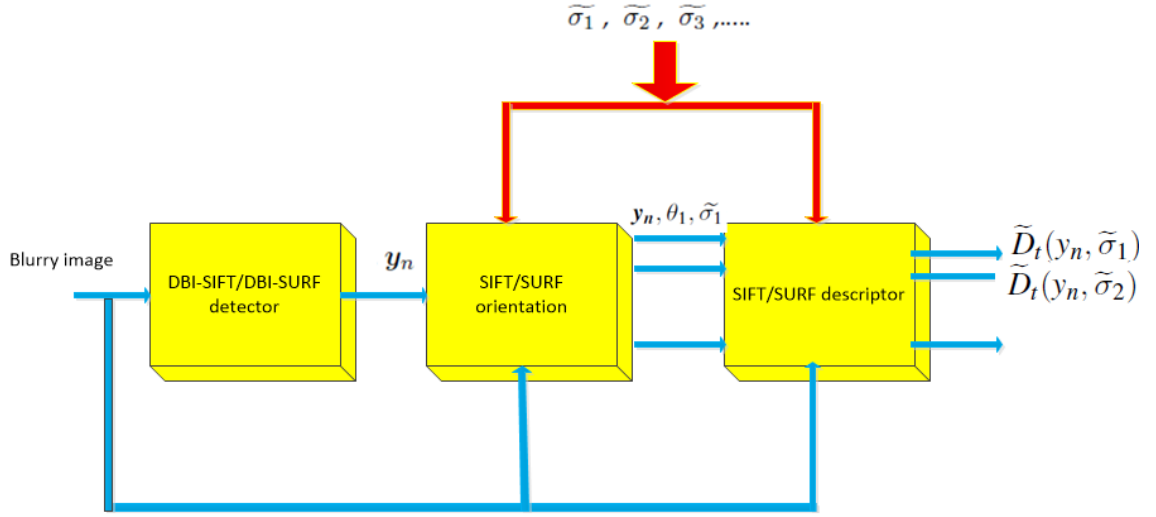 σ̃₁ , σ̃₂ , σ̃₃ ,.....
yₙ, θ₁, σ̃₁
Blurry image
DBI-SIFT/DBI-SURF
detector
yₙ
SIFT/SURF
orientation
SIFT/SURF descriptor
D̃ₜ(yₙ, σ̃₁)
D̃ₜ(yₙ, σ̃₂)